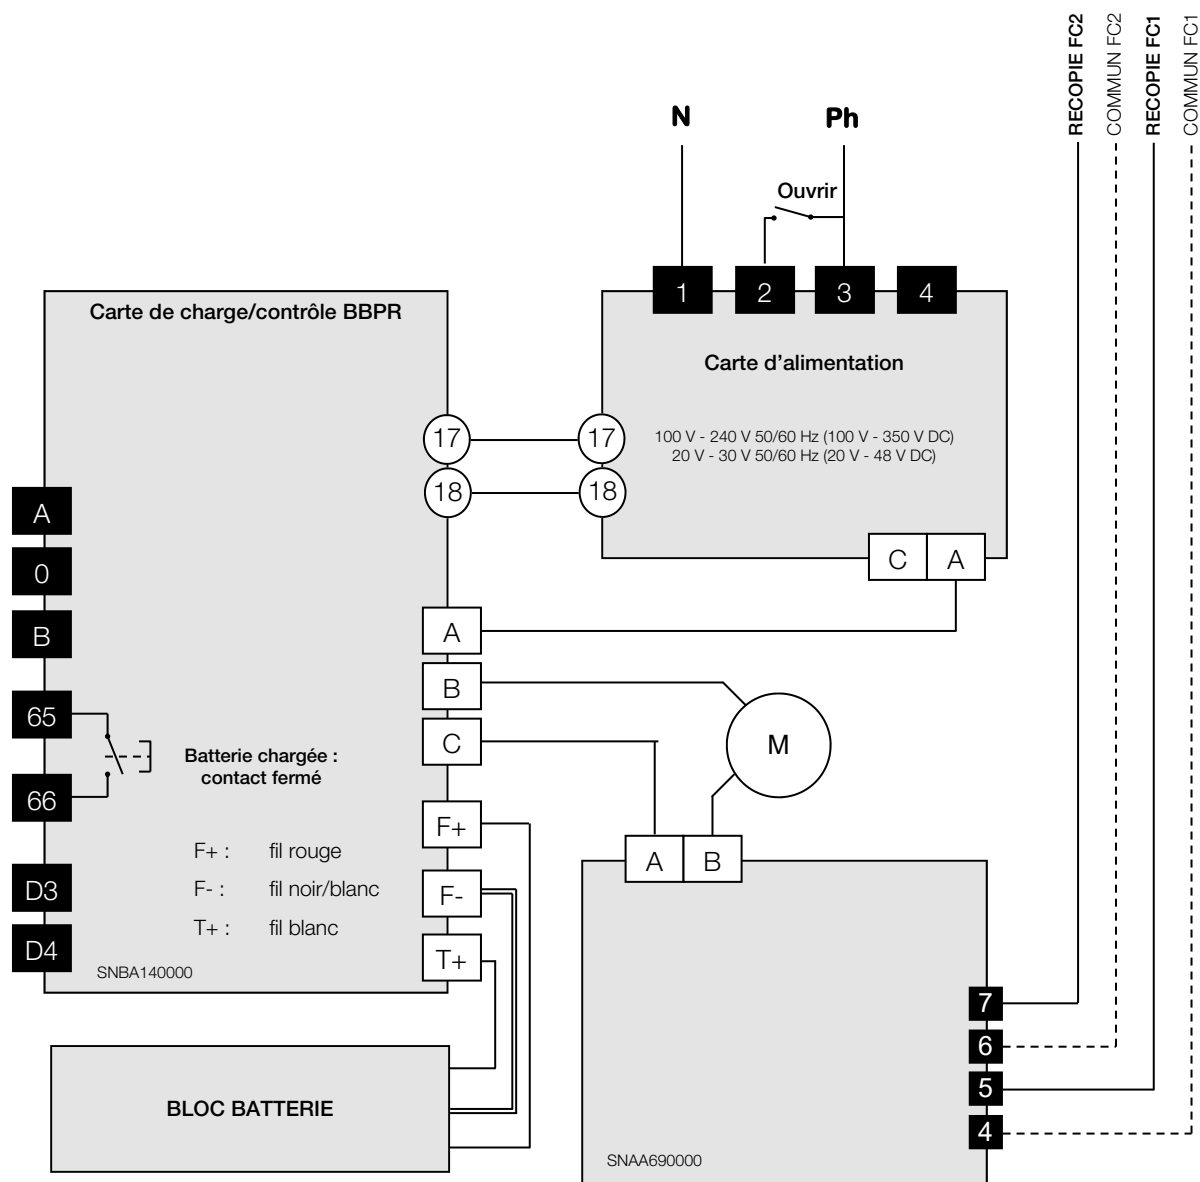 RECOPIE FC2
COMMUN FC2
RECOPIE FC1
COMMUN FC1
N
Ph
Ouvrir
1
2
3
4
Carte de charge/contrôle BBPR
Carte d'alimentation
100 V - 240 V 50/60 Hz (100 V - 350 V DC)
20 V - 30 V 50/60 Hz (20 V - 48 V DC)
17
17
18
18
A
0
B
C
A
A
B
C
M
65
66
Batterie chargée :
contact fermé
F+
F-
T+
A
B
F+ : fil rouge
F- : fil noir/blanc
T+ : fil blanc
D3
D4
SNBA140000
7
6
5
4
BLOC BATTERIE
SNAA690000